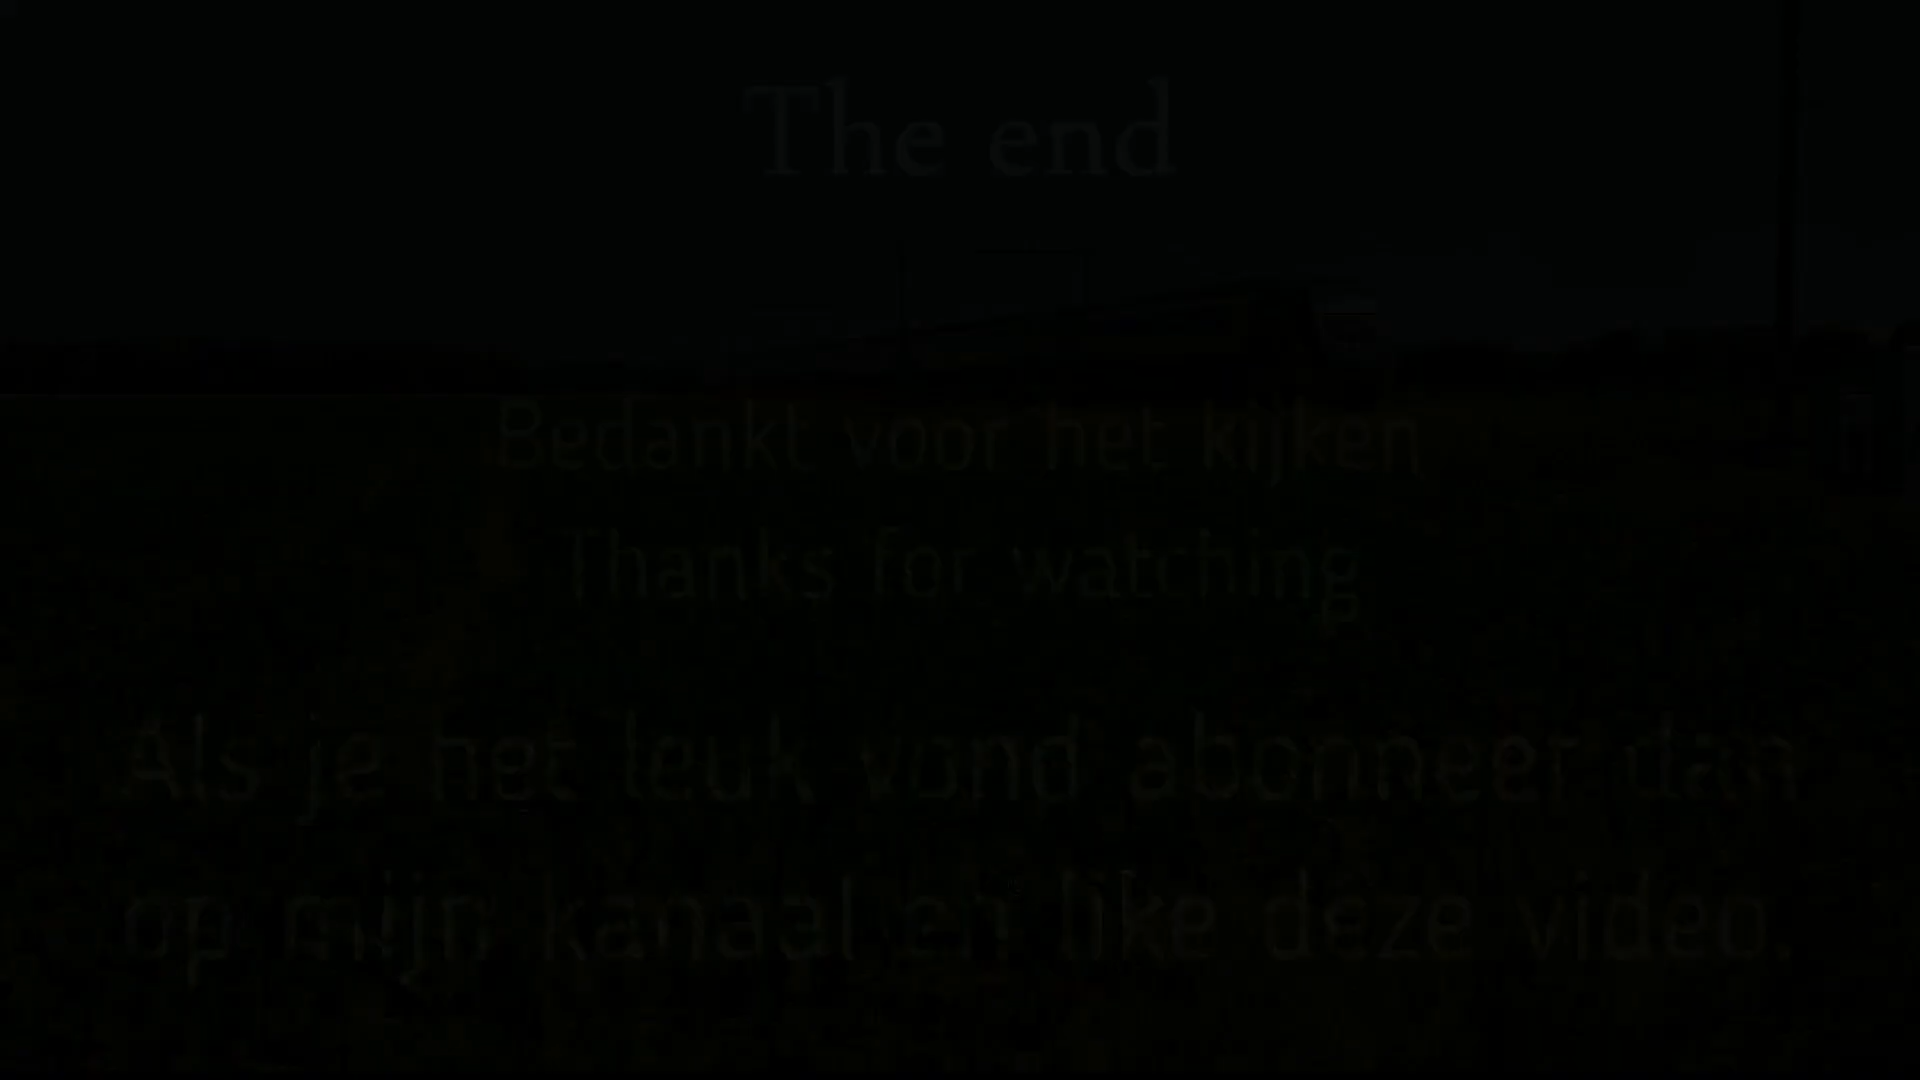 The end
Bedankt voor het kijken
Thanks for watching
Als je het leuk vond abonneer dan
op mijn kanaal en like deze video.